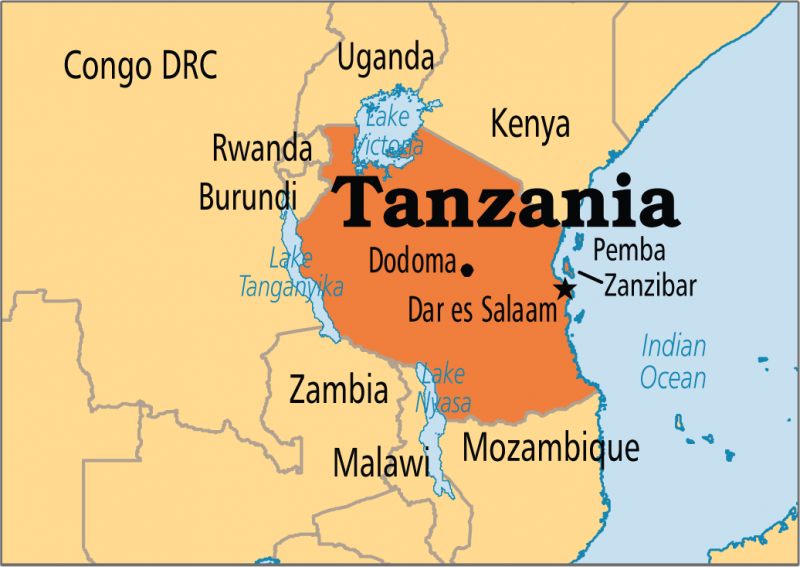 Uganda
Congo DRC
Lake
Victoria
Kenya
Rwanda
Burundi
Tanzania
Pemba
Dodoma
Lake
Tanganyika
Zanzibar
Dar es Salaam
Indian
Ocean
Lake
Nyasa
Zambia
Mozambique
Malawi